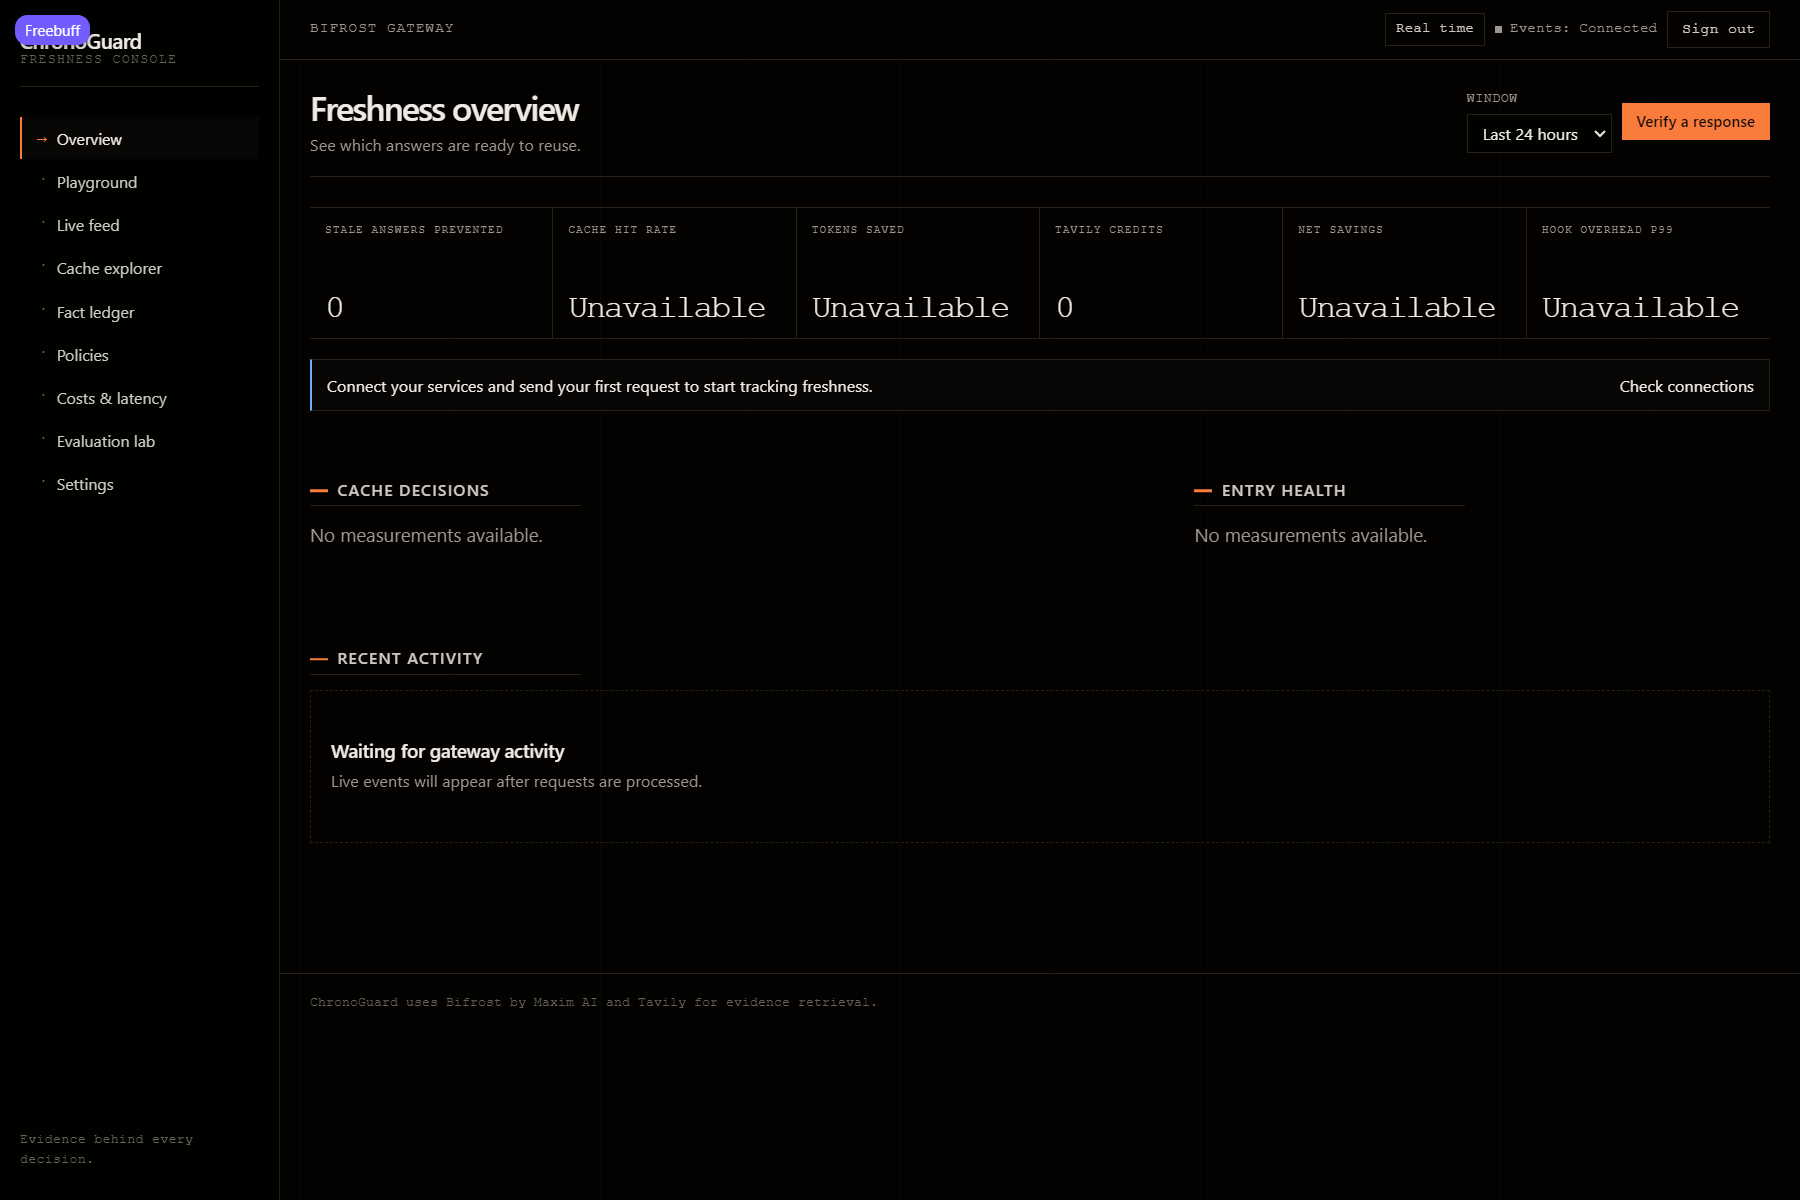 Freebuff
ChronoGuard
FRESHNESS CONSOLE
→ Overview
Playground
Live feed
Cache explorer
Fact ledger
Policies
Costs & latency
Evaluation lab
Settings
Evidence behind every
decision.
BIFROST GATEWAY
Real time
Events: Connected
Sign out
Freshness overview
See which answers are ready to reuse.
WINDOW
Last 24 hours
Verify a response
STALE ANSWERS PREVENTED
0
CACHE HIT RATE
Unavailable
TOKENS SAVED
Unavailable
TAVILY CREDITS
0
NET SAVINGS
Unavailable
HOOK OVERHEAD P99
Unavailable
Connect your services and send your first request to start tracking freshness.
Check connections
CACHE DECISIONS
No measurements available.
ENTRY HEALTH
No measurements available.
RECENT ACTIVITY
Waiting for gateway activity
Live events will appear after requests are processed.
ChronoGuard uses Bifrost by Maxim AI and Tavily for evidence retrieval.